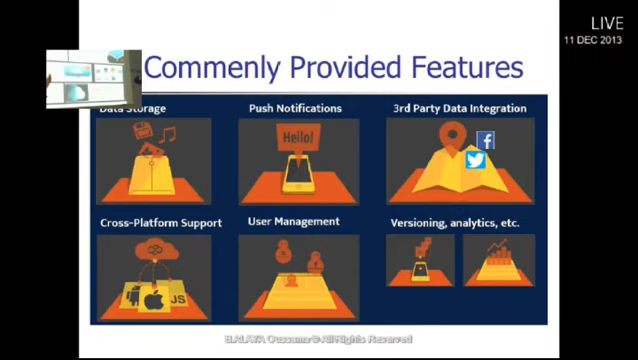 LIVE
11 DEC 2013
Commenly Provided Features
Data Storage
Push Notifications
3rd Party Data Integration
Hello!
Cross-Platform Support
User Management
Versioning, analytics, etc.
JS
ELALAYA Oussama© All Rights Reserved